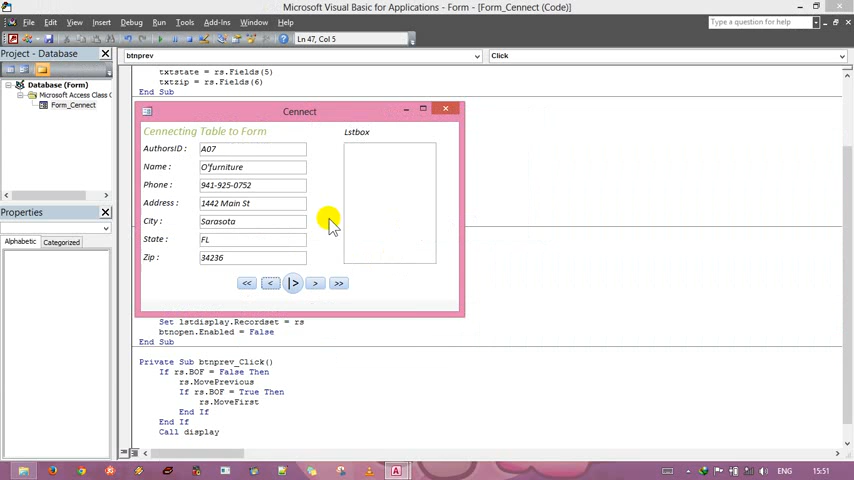 Microsoft Visual Basic for Applications - Form - [Form_Connect (Code)]
File Edit View Insert Debug Run Tools Add-Ins Window Help
Type a question for help
Ln 47, Col 5
Project - Database
btnprev
Click
Database (Form)
Microsoft Access Class O
Form_Cennect
txtstate = rs.Fields(5)
txtzip = rs.Fields(6)
End Sub
Cennect
Cennecting Table to Form
Lstbox
AuthorsID : A07
Name : O'furniture
Phone : 941-925-0752
Address : 1442 Main St
City : Sarasota
State : FL
Zip : 34236
<< < |> > >>
Properties
Alphabetic Categorized
Set lstdisplay.Recordset = rs
btnopen.Enabled = False
End Sub
Private Sub btnprev_Click()
If rs.BOF = False Then
rs.MovePrevious
If rs.BOF = True Then
rs.MoveFirst
End If
End If
Call display
ENG 15:51